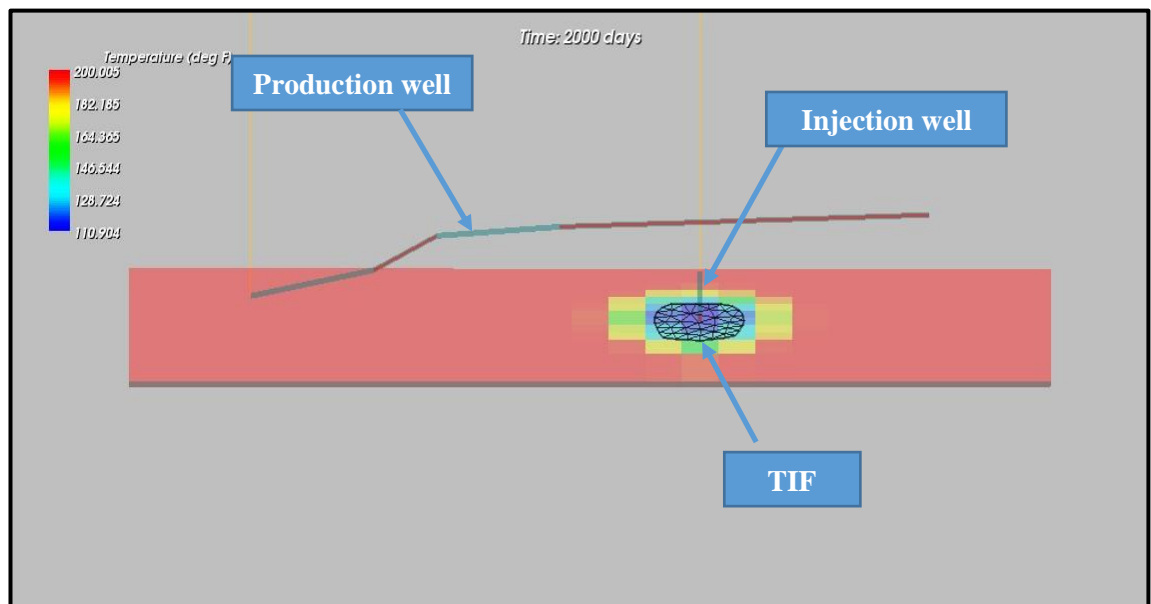 Time: 2000 days
Temperature (deg F)
200.005
182.185
164.365
146.544
128.724
110.904
Production well
Injection well
TIF